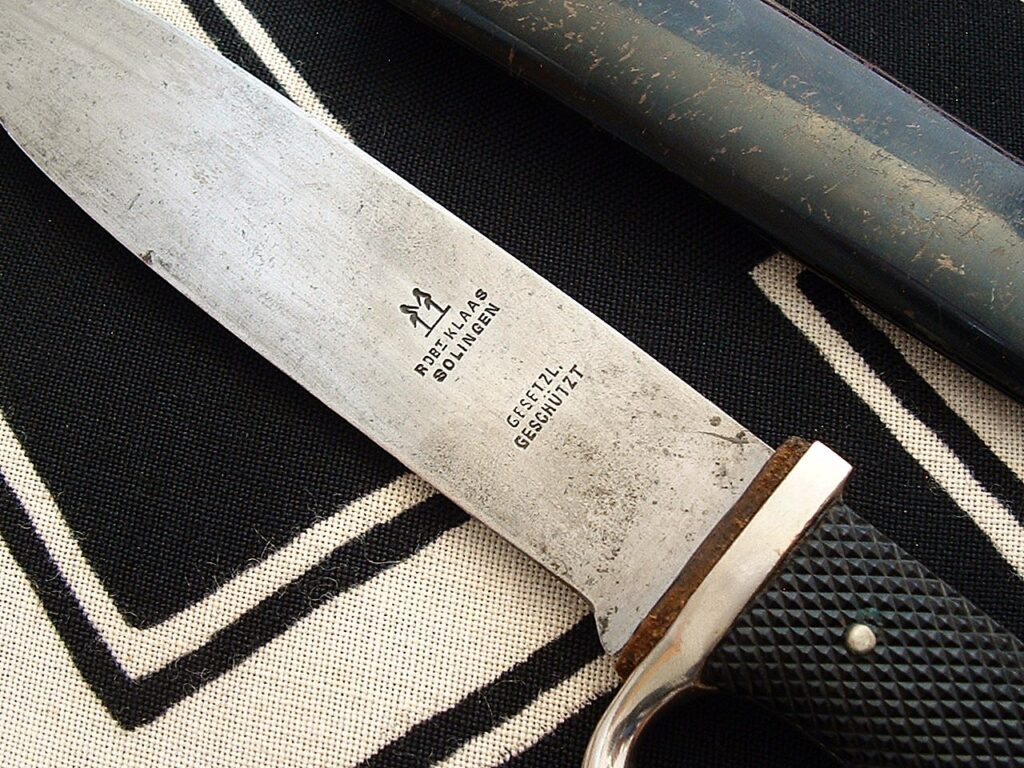 ROBT KLAAS
SOLINGEN
GESETZL.
GESCHÜTZT